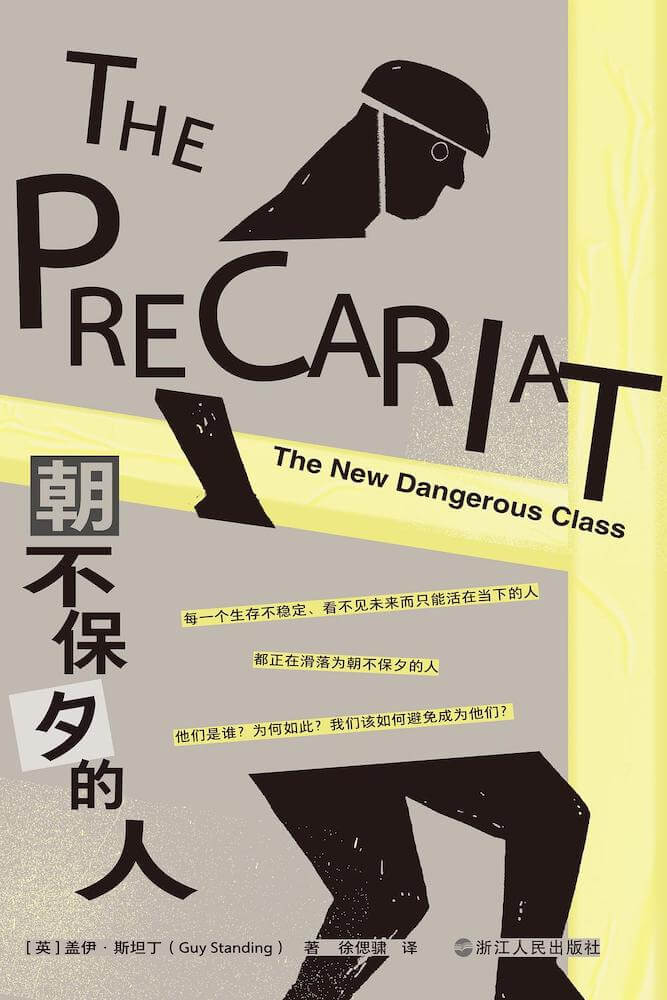 THE
PRECARIAT
The New Dangerous Class
朝不保夕的人
每一个生存不稳定、看不见未来而只能活在当下的人
都正在滑落为朝不保夕的人
他们是谁？为何如此？我们该如何避免成为他们？
[英]盖伊·斯坦丁（Guy Standing） 著 徐偲骕 译 浙江人民出版社